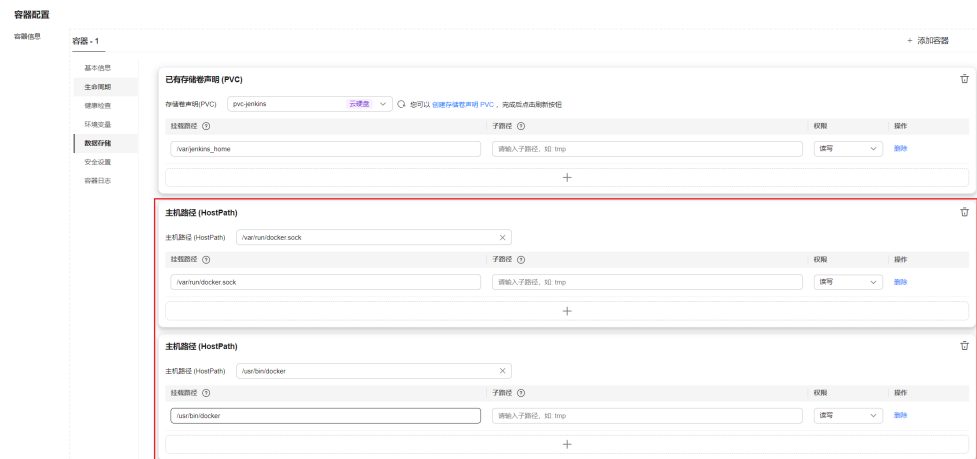 容器配置
容器信息
容器 - 1
+ 添加容器
基本信息
生命周期
健康检查
环境变量
数据存储
安全设置
容器日志
已有存储卷声明 (PVC)
存储卷声明(PVC) pvc-jenkins 云硬盘 您可以 创建存储卷声明 PVC ，完成后点击刷新按钮
挂载路径 子路径 权限 操作
/var/jenkins_home 请输入子路径，如: tmp 读写 删除
主机路径 (HostPath)
主机路径 (HostPath) /var/run/docker.sock
挂载路径 子路径 权限 操作
/var/run/docker.sock 请输入子路径，如: tmp 读写 删除
主机路径 (HostPath)
主机路径 (HostPath) /usr/bin/docker
挂载路径 子路径 权限 操作
/usr/bin/docker 请输入子路径，如: tmp 读写 删除